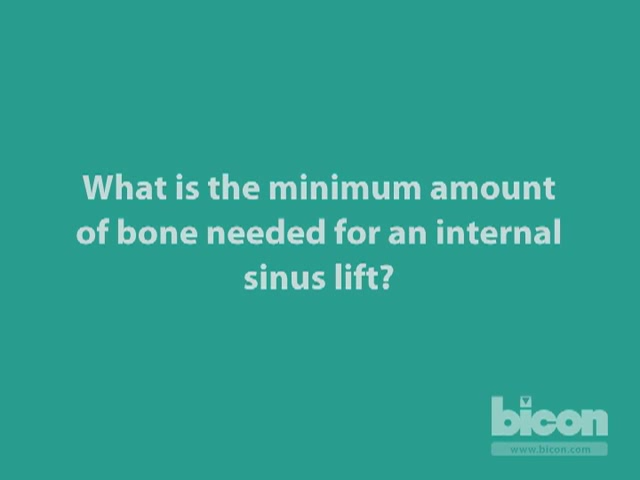 What is the minimum amount
of bone needed for an internal
sinus lift?
bicon
www.bicon.com